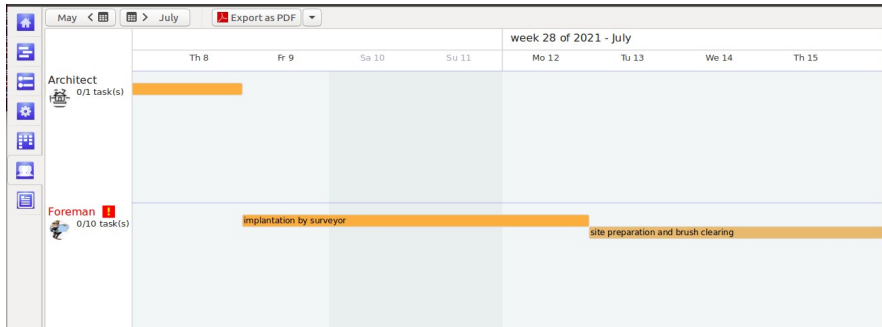 May
July
Export as PDF
week 28 of 2021 - July
Th 8 Fr 9 Sa 10 Su 11 Mo 12 Tu 13 We 14 Th 15
Architect
0/1 task(s)
Foreman !
0/10 task(s)
implantation by surveyor
site preparation and brush clearing